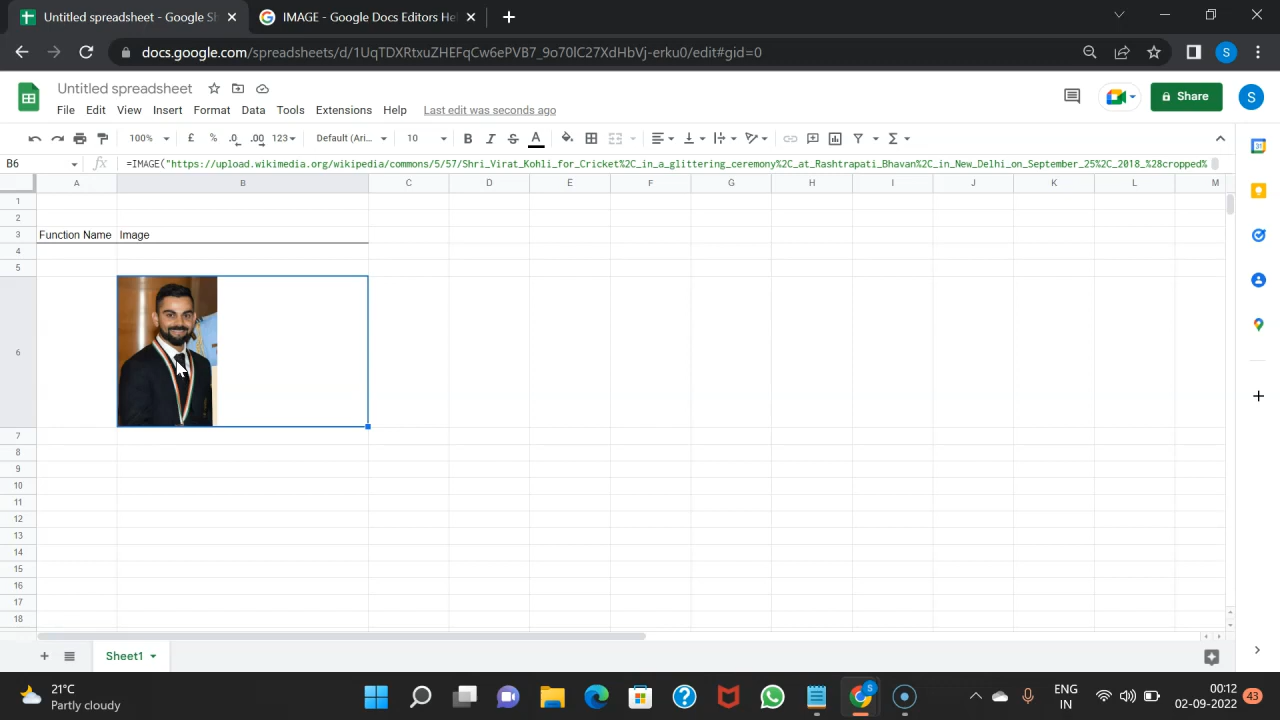 Untitled spreadsheet - Google Sh
IMAGE - Google Docs Editors Hel
docs.google.com/spreadsheets/d/1UqTDXRtxuZHEFqCw6ePVB7_9o70IC27XdHbVj-erku0/edit#gid=0
S
Untitled spreadsheet
File Edit View Insert Format Data Tools Extensions Help Last edit was seconds ago
Share
S
100% £ % .0 .00 123 Default (Ari... 10 B I S A Σ
B6 fx =IMAGE("https://upload.wikimedia.org/wikipedia/commons/5/57/Shri_Virat_Kohli_for_Cricket%2C_in_a_glittering_ceremony%2C_at_Rashtrapati_Bhavan%2C_in_New_Delhi_on_September_25%2C_2018_%28cropped%
A B C D E F G H I J K L M
1
2
3 Function Name Image
4
5
6
7
8
9
10
11
12
13
14
15
16
17
18
31
Sheet1
21°C
Partly cloudy
S
ENG
IN
00:12
02-09-2022
43